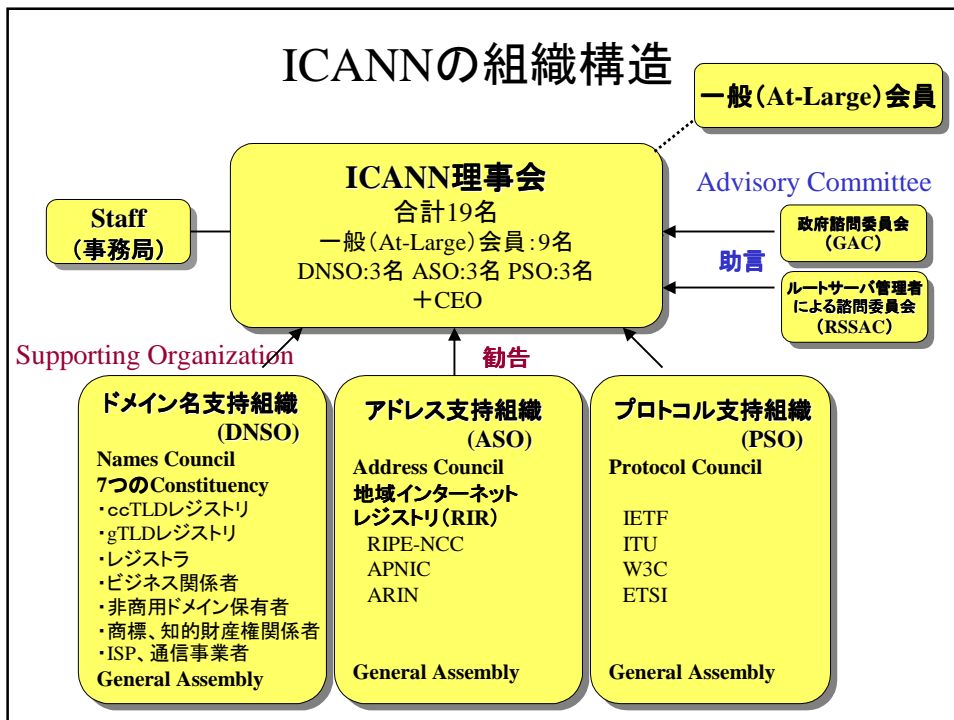 ICANNの組織構造
一般（At-Large）会員
ICANN理事会
合計19名
一般（At-Large）会員：9名
DNSO:3名 ASO:3名 PSO:3名
＋CEO
Staff
（事務局）
Advisory Committee
政府諮問委員会
（GAC）
助言
ルートサーバ管理者
による諮問委員会
（RSSAC）
Supporting Organization
勧告
ドメイン名支持組織
(DNSO)
Names Council
7つのConstituency
・ccTLDレジストリ
・gTLDレジストリ
・レジストラ
・ビジネス関係者
・非商用ドメイン保有者
・商標、知的財産権関係者
・ISP、通信事業者
General Assembly
アドレス支持組織
(ASO)
Address Council
地域インターネット
レジストリ（RIR）
RIPE-NCC
APNIC
ARIN
General Assembly
プロトコル支持組織
(PSO)
Protocol Council
IETF
ITU
W3C
ETSI
General Assembly